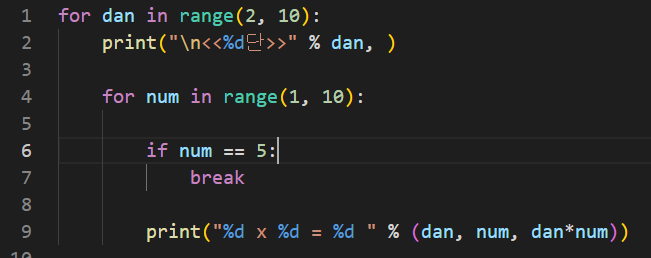 1 for dan in range(2, 10):
2     print("\n<<%d단>>" % dan, )
3
4     for num in range(1, 10):
5
6         if num == 5:
7             break
8
9         print("%d x %d = %d " % (dan, num, dan*num))
10